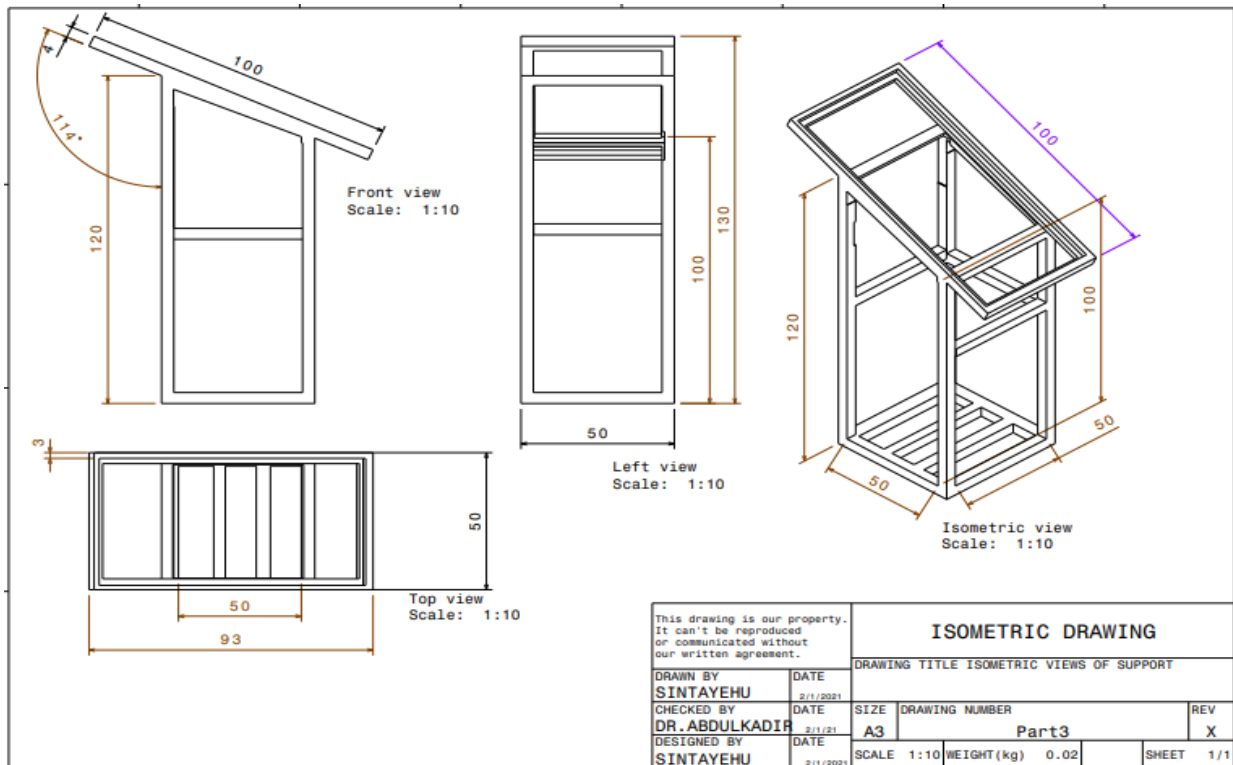 4
100
114°
120
Front view
Scale: 1:10
130
100
50
Left view
Scale: 1:10
100
120
100
50
50
Isometric view
Scale: 1:10
3
50
50
93
Top view
Scale: 1:10
This drawing is our property.
It can't be reproduced
or communicated without
our written agreement.
ISOMETRIC DRAWING
DRAWING TITLE ISOMETRIC VIEWS OF SUPPORT
DRAWN BY DATE
SINTAYEHU 2/1/2021
CHECKED BY DATE
DR.ABDULKADIR 2/1/21
SIZE DRAWING NUMBER REV
A3 Part3 X
DESIGNED BY DATE
SINTAYEHU 2/1/2021
SCALE 1:10 WEIGHT(kg) 0.02 SHEET 1/1